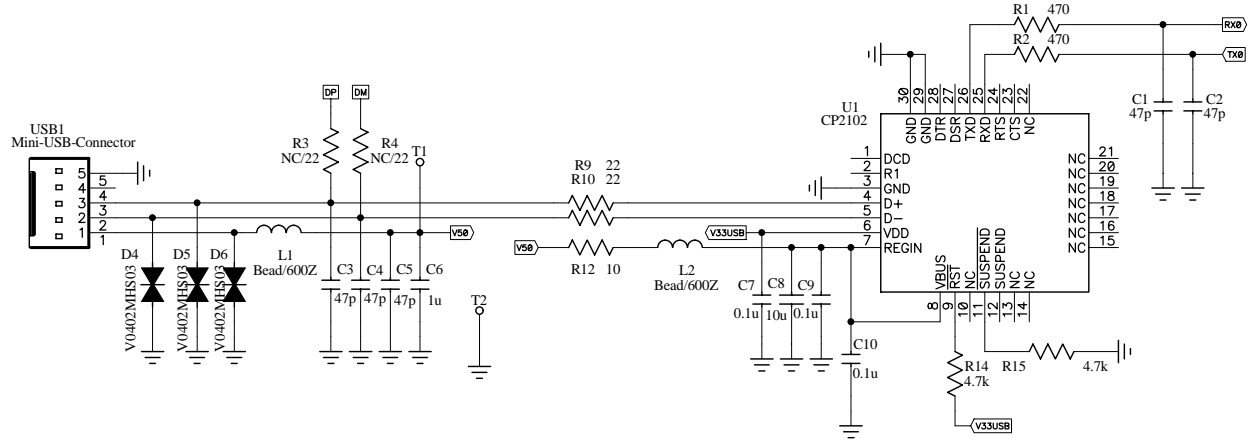 R1 470
RX0
R2 470
TX0
30 29 28 27 26 25 24 23 22
GND GND DTR DSR TXD RXD RTS CTS NC
U1
CP2102
C1
47p
C2
47p
DP
DM
USB1
Mini-USB-Connector
R3
NC/22
R4
NC/22
T1
5
4
3
2
1
5
4
3
2
1
R9 22
R10 22
1 DCD
2 R1
3 GND
4 D+
5 D-
6 VDD
7 REGIN
NC 21
NC 20
NC 19
NC 18
NC 17
NC 16
NC 15
V50
V50
V33USB
D4
V0402MHS03
D5
V0402MHS03
D6
V0402MHS03
L1
Bead/600Z
R12 10
L2
Bead/600Z
C3
47p
C4
47p
C5
47p
C6
1u
T2
C7
0.1u
C8
10u
C9
0.1u
VBUS RST NC SUSPEND SUSPEND NC NC
8 9 10 11 12 13 14
C10
0.1u
R14
4.7k
R15 4.7k
V33USB